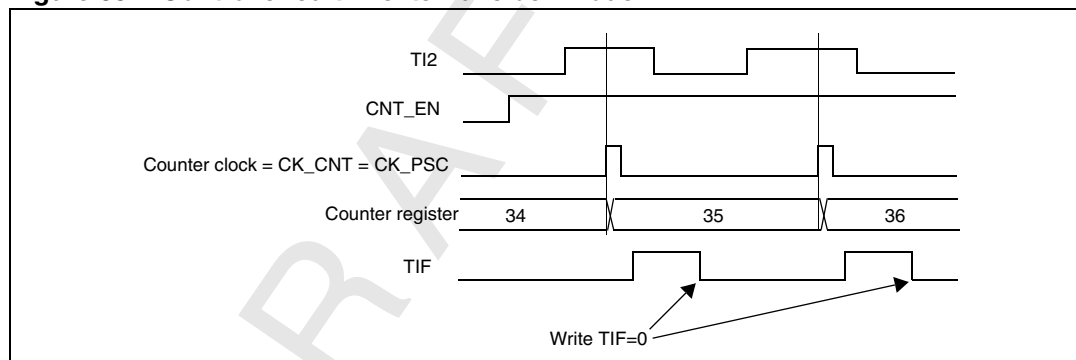 TI2
CNT_EN
Counter clock = CK_CNT = CK_PSC
Counter register 34 35 36
TIF
Write TIF=0